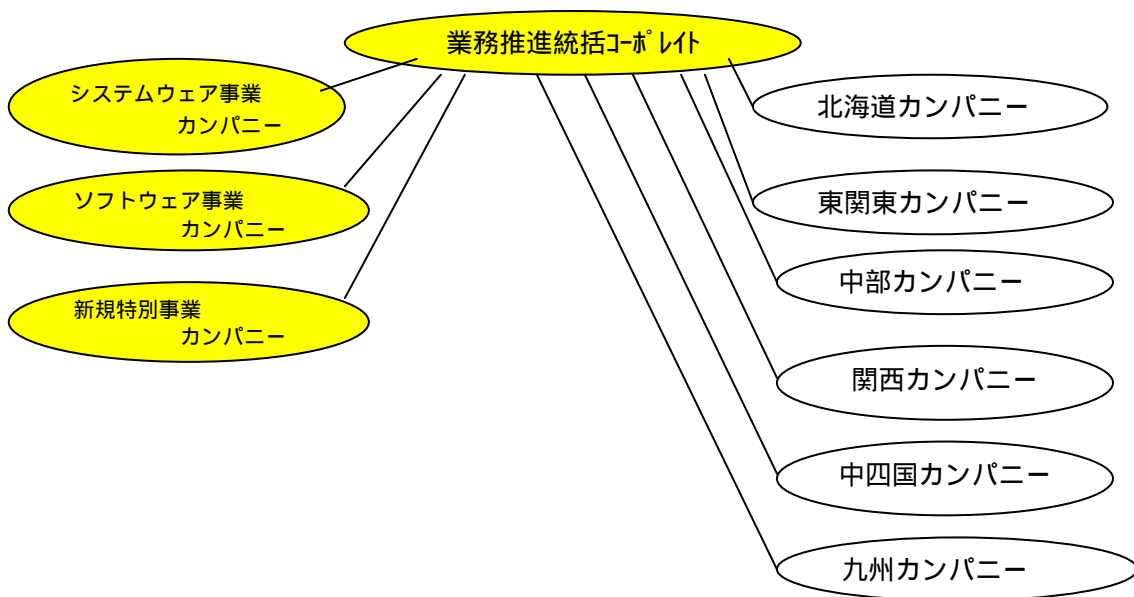 業務推進統括ｺｰﾎﾟﾚｲﾄ
システムウェア事業
カンパニー
ソフトウェア事業
カンパニー
新規特別事業
カンパニー
北海道カンパニー
東関東カンパニー
中部カンパニー
関西カンパニー
中四国カンパニー
九州カンパニー